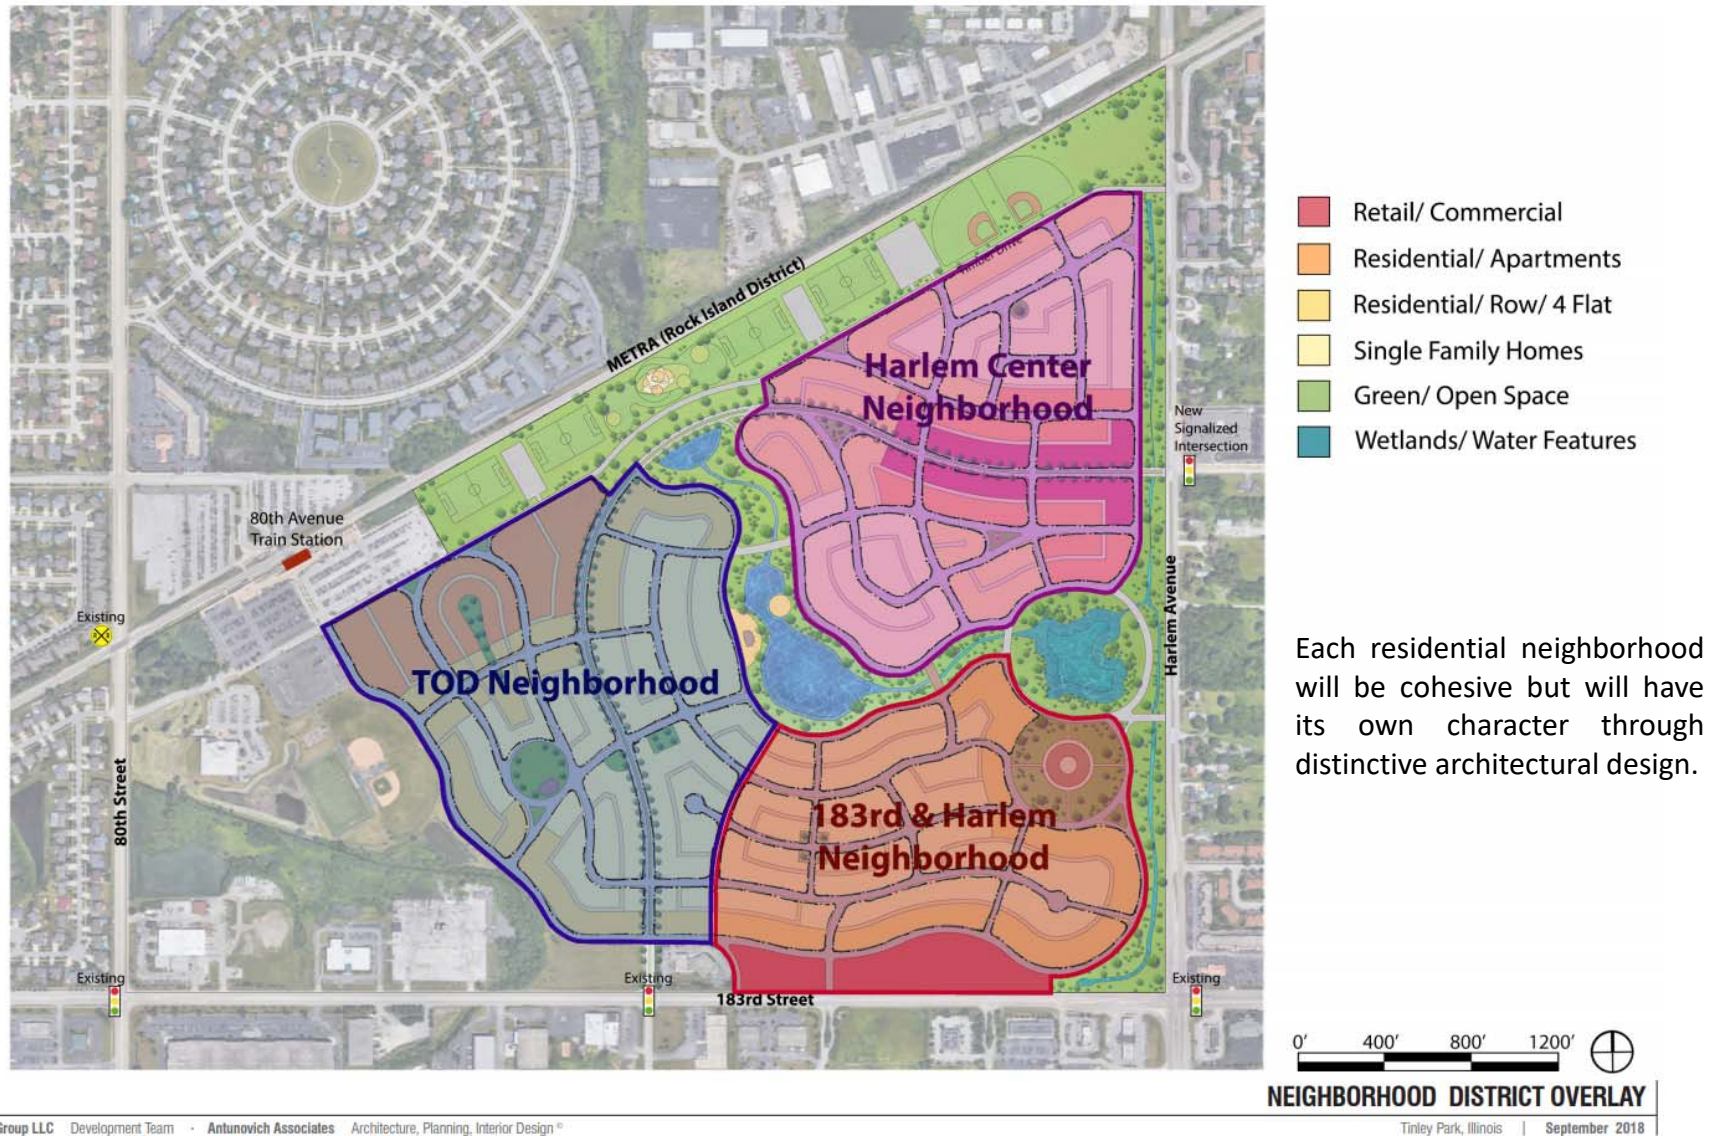 METRA (Rock Island District)
Timber Drive
Harlem Center
Neighborhood
New
Signalized
Intersection
80th Avenue
Train Station
Existing
TOD Neighborhood
Harlem Avenue
80th Street
183rd & Harlem
Neighborhood
Existing
Existing
Existing
183rd Street
Retail/ Commercial
Residential/ Apartments
Residential/ Row/ 4 Flat
Single Family Homes
Green/ Open Space
Wetlands/ Water Features
Each residential neighborhood
will be cohesive but will have
its own character through
distinctive architectural design.
0' 400' 800' 1200'
NEIGHBORHOOD DISTRICT OVERLAY
Group LLC Development Team · Antunovich Associates Architecture, Planning, Interior Design ©
Tinley Park, Illinois | September 2018